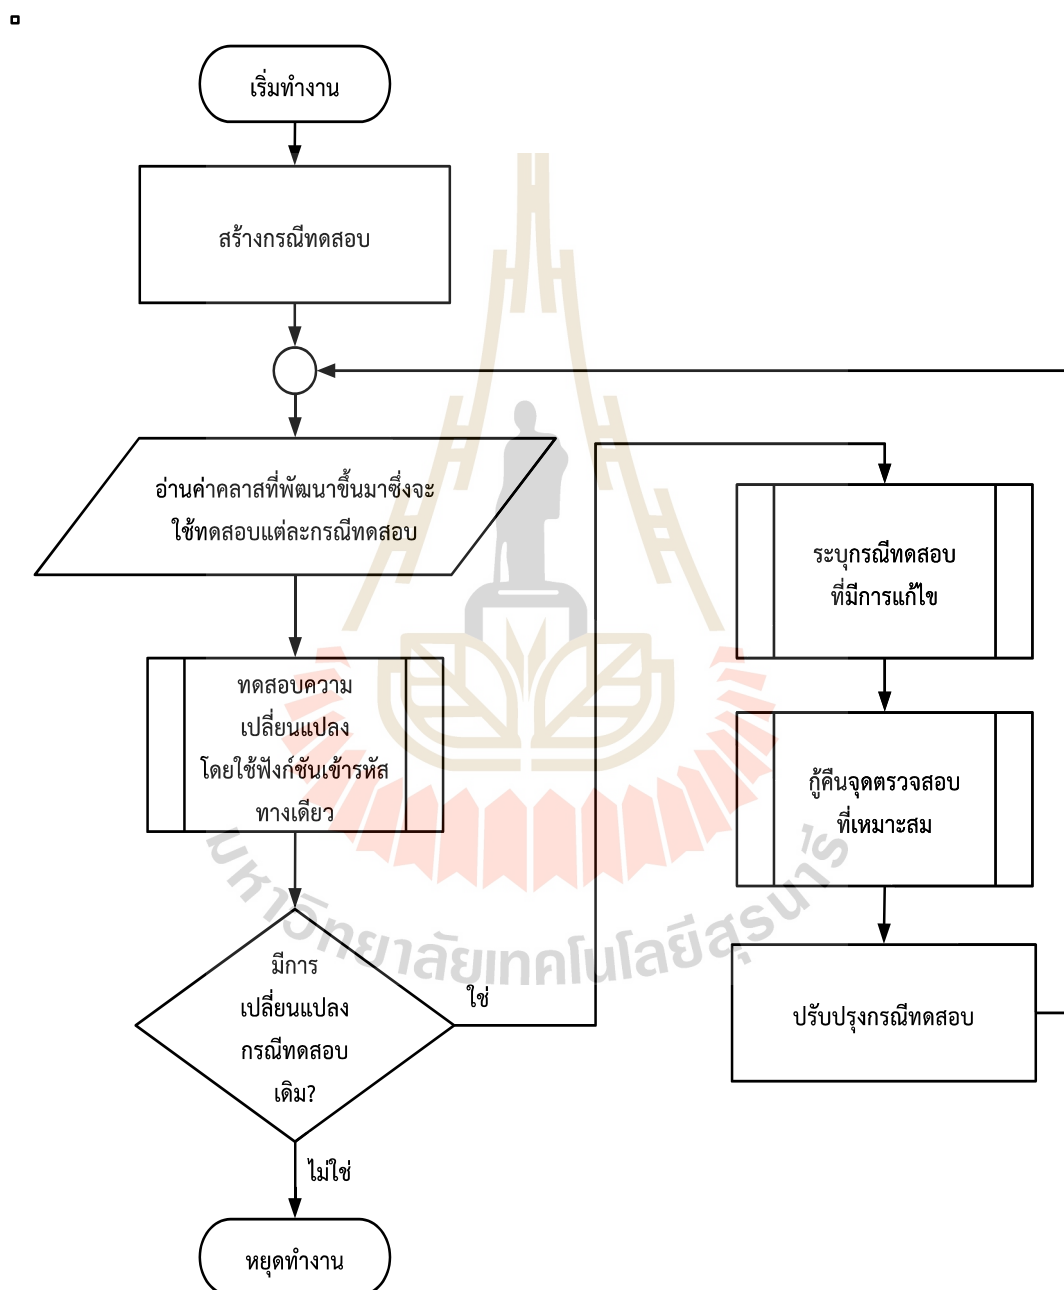 เริ่มทำงาน
สร้างกรณีทดสอบ
อ่านค่าคลาสที่พัฒนาขึ้นมาซึ่งจะ
ใช้ทดสอบแต่ละกรณีทดสอบ
ทดสอบความ
เปลี่ยนแปลง
โดยใช้ฟังก์ชันเข้ารหัส
ทางเดียว
มีการ
เปลี่ยนแปลง
กรณีทดสอบ
เดิม?
ใช่
ไม่ใช่
หยุดทำงาน
ระบุกรณีทดสอบ
ที่มีการแก้ไข
กู้คืนจุดตรวจสอบ
ที่เหมาะสม
ปรับปรุงกรณีทดสอบ
มหาวิทยาลัยเทคโนโลยีสุรนารี